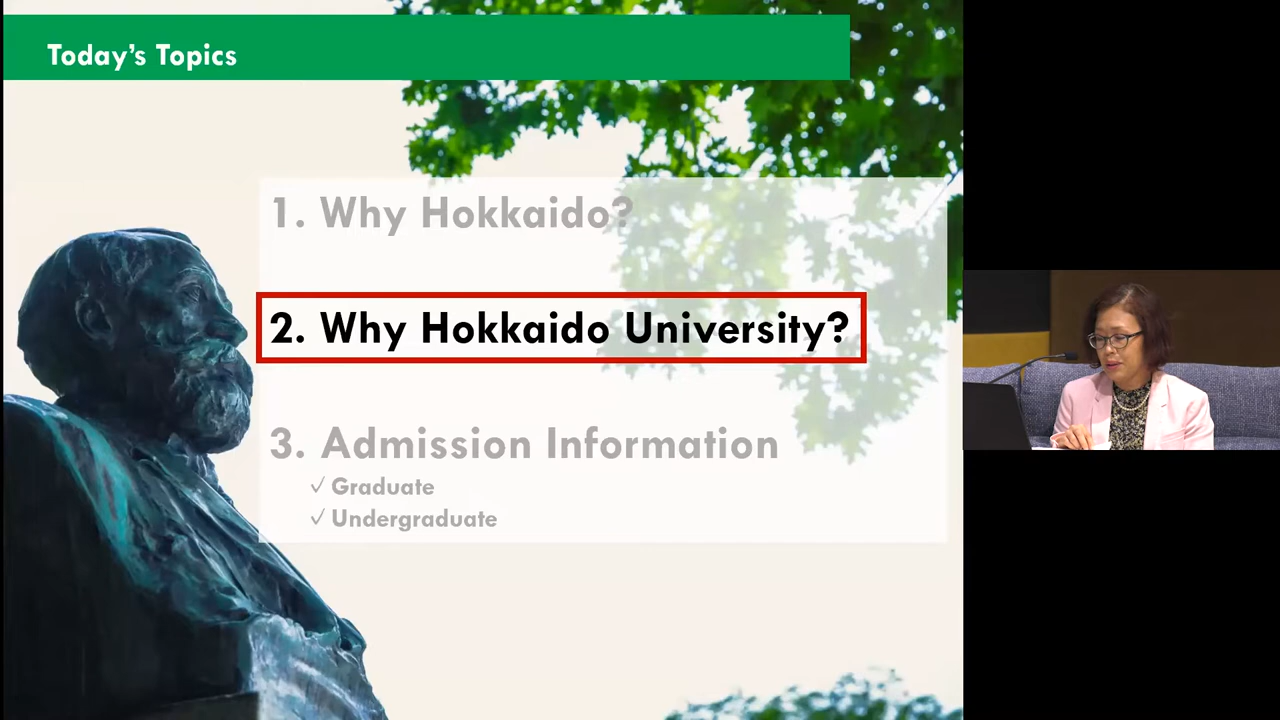 Today's Topics
1. Why Hokkaido?
2. Why Hokkaido University?
3. Admission Information
✓ Graduate
✓ Undergraduate